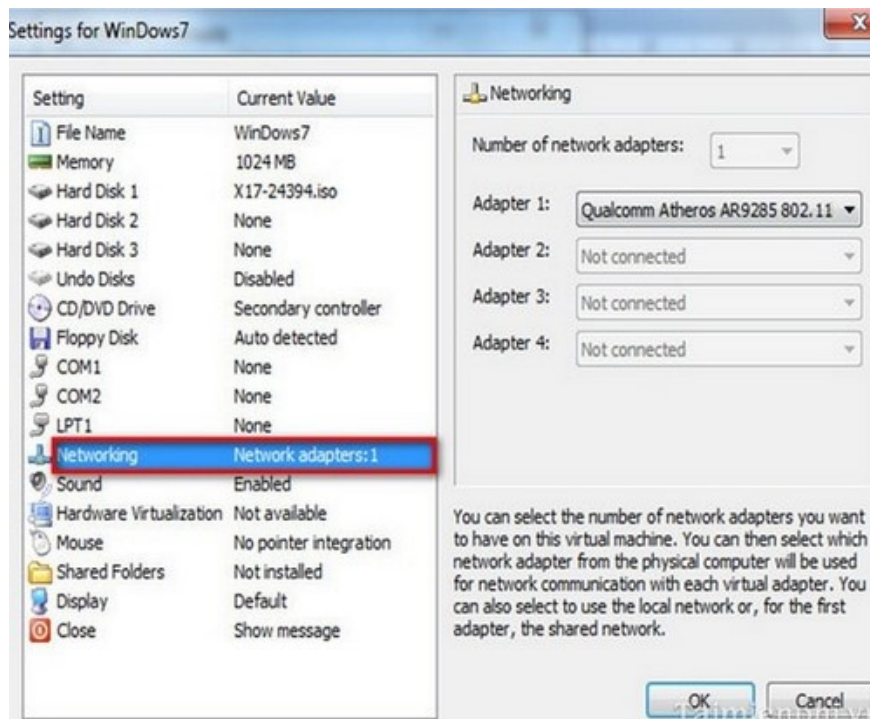 Settings for WinDows7
Setting Current Value
File Name WinDows7
Memory 1024 MB
Hard Disk 1 X17-24394.iso
Hard Disk 2 None
Hard Disk 3 None
Undo Disks Disabled
CD/DVD Drive Secondary controller
Floppy Disk Auto detected
COM1 None
COM2 None
LPT1 None
Networking Network adapters:1
Sound Enabled
Hardware Virtualization Not available
Mouse No pointer integration
Shared Folders Not installed
Display Default
Close Show message
Networking
Number of network adapters: 1
Adapter 1: Qualcomm Atheros AR9285 802.11
Adapter 2: Not connected
Adapter 3: Not connected
Adapter 4: Not connected
You can select the number of network adapters you want
to have on this virtual machine. You can then select which
network adapter from the physical computer will be used
for network communication with each virtual adapter. You
can also select to use the local network or, for the first
adapter, the shared network.
OK Cancel